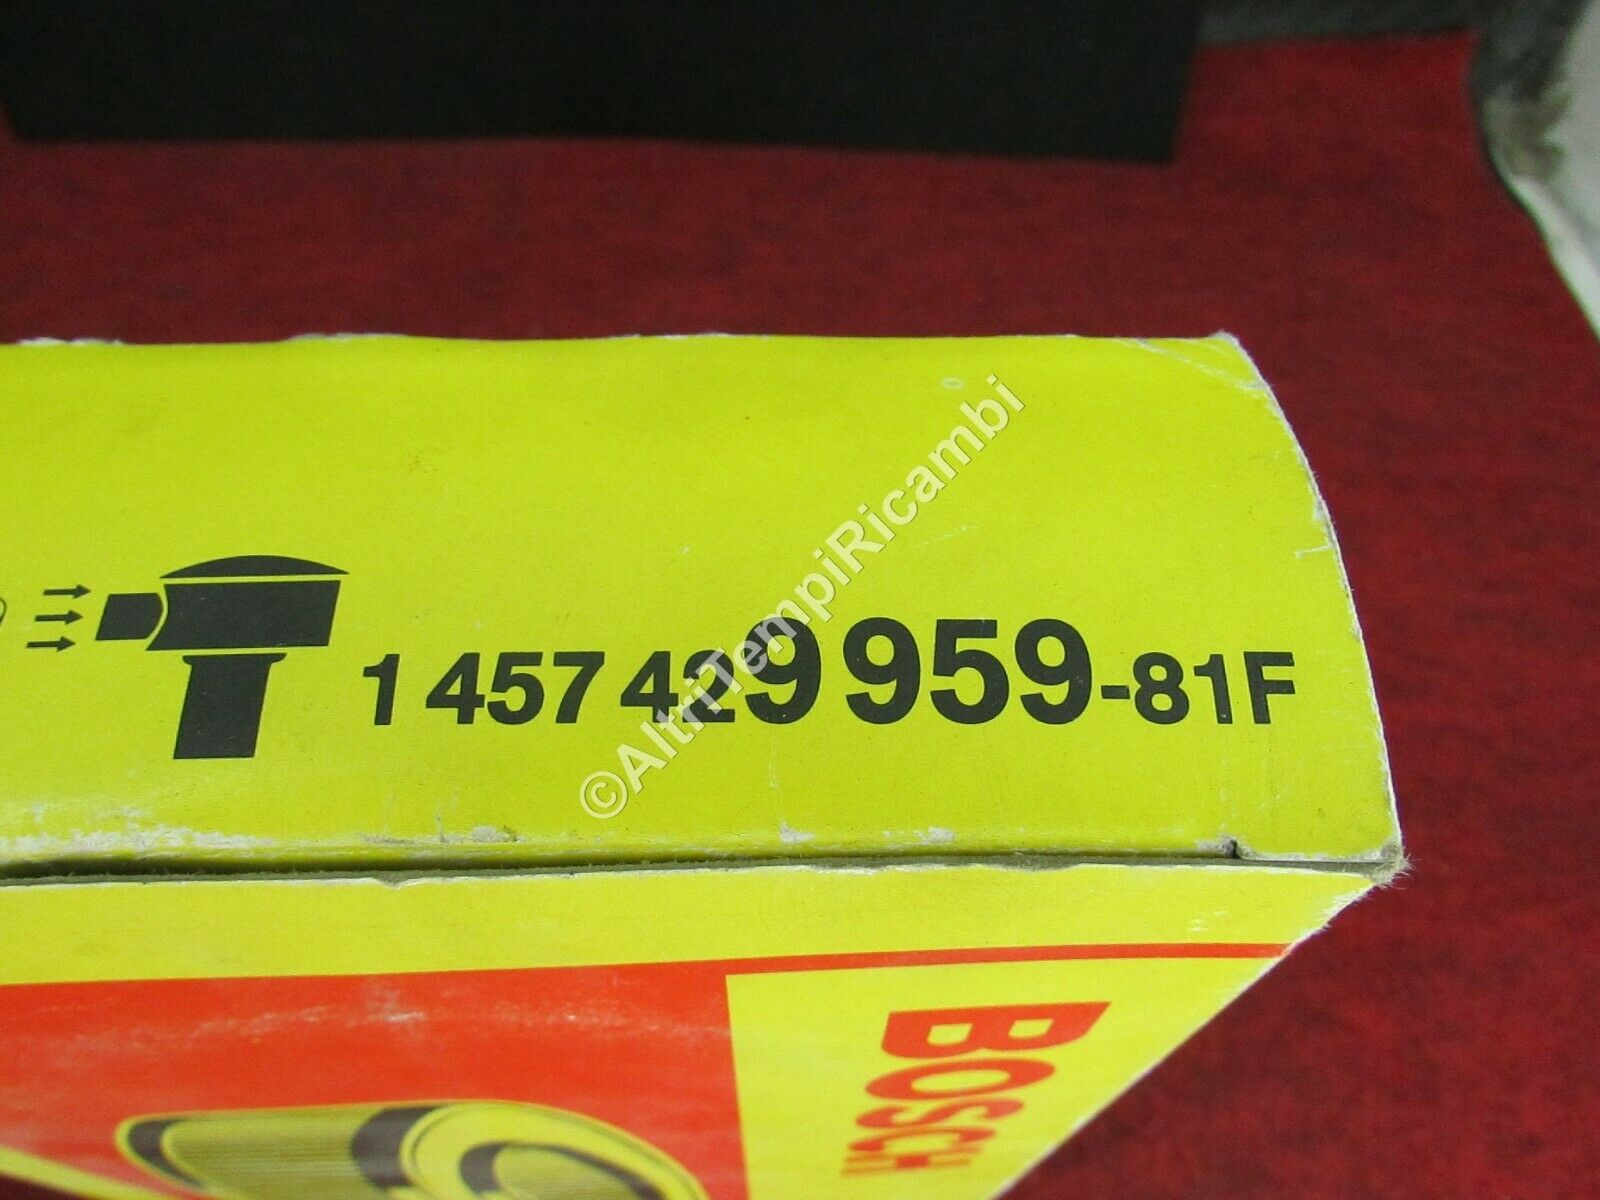 1 457 429 959-81F
©AltriTempiRicambi
BOSCH